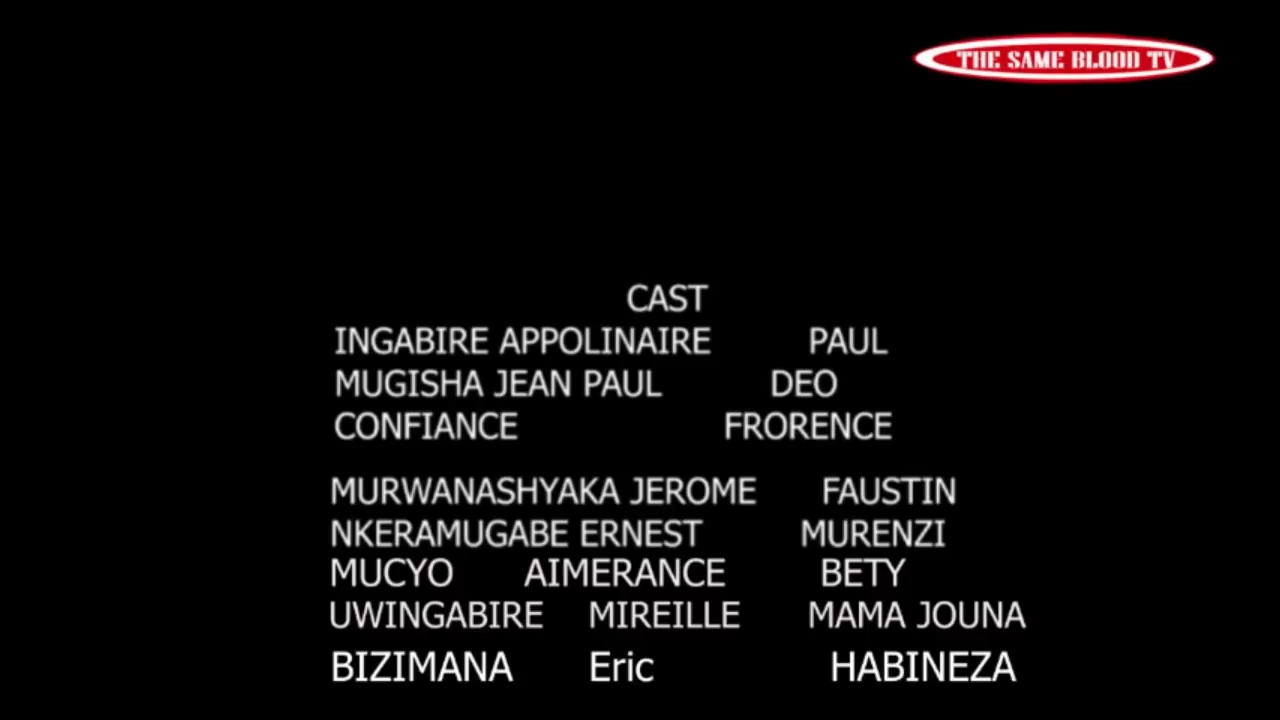 THE SAME BLOOD TV
CAST
INGABIRE APPOLINAIRE PAUL
MUGISHA JEAN PAUL DEO
CONFIANCE FRORENCE
MURWANASHYAKA JEROME FAUSTIN
NKERAMUGABE ERNEST MURENZI
MUCYO AIMERANCE BETY
UWINGABIRE MIREILLE MAMA JOUNA
BIZIMANA Eric HABINEZA